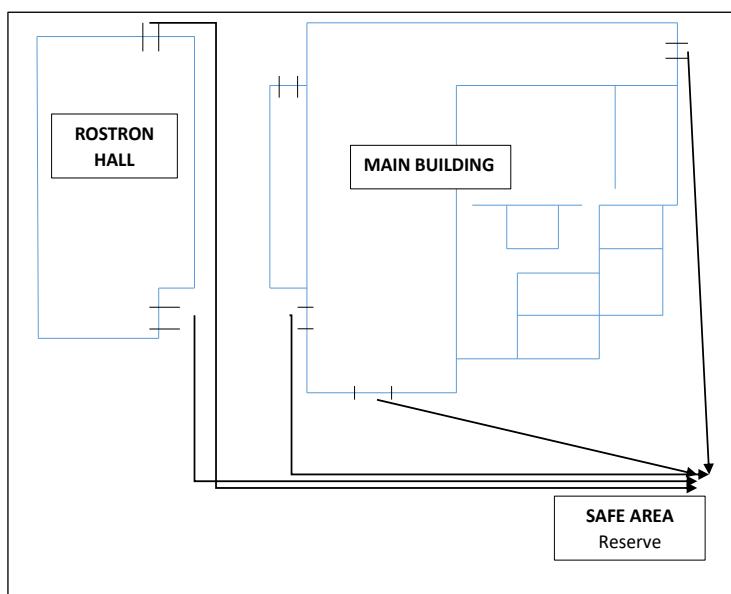 ROSTRON
HALL
MAIN BUILDING
SAFE AREA
Reserve